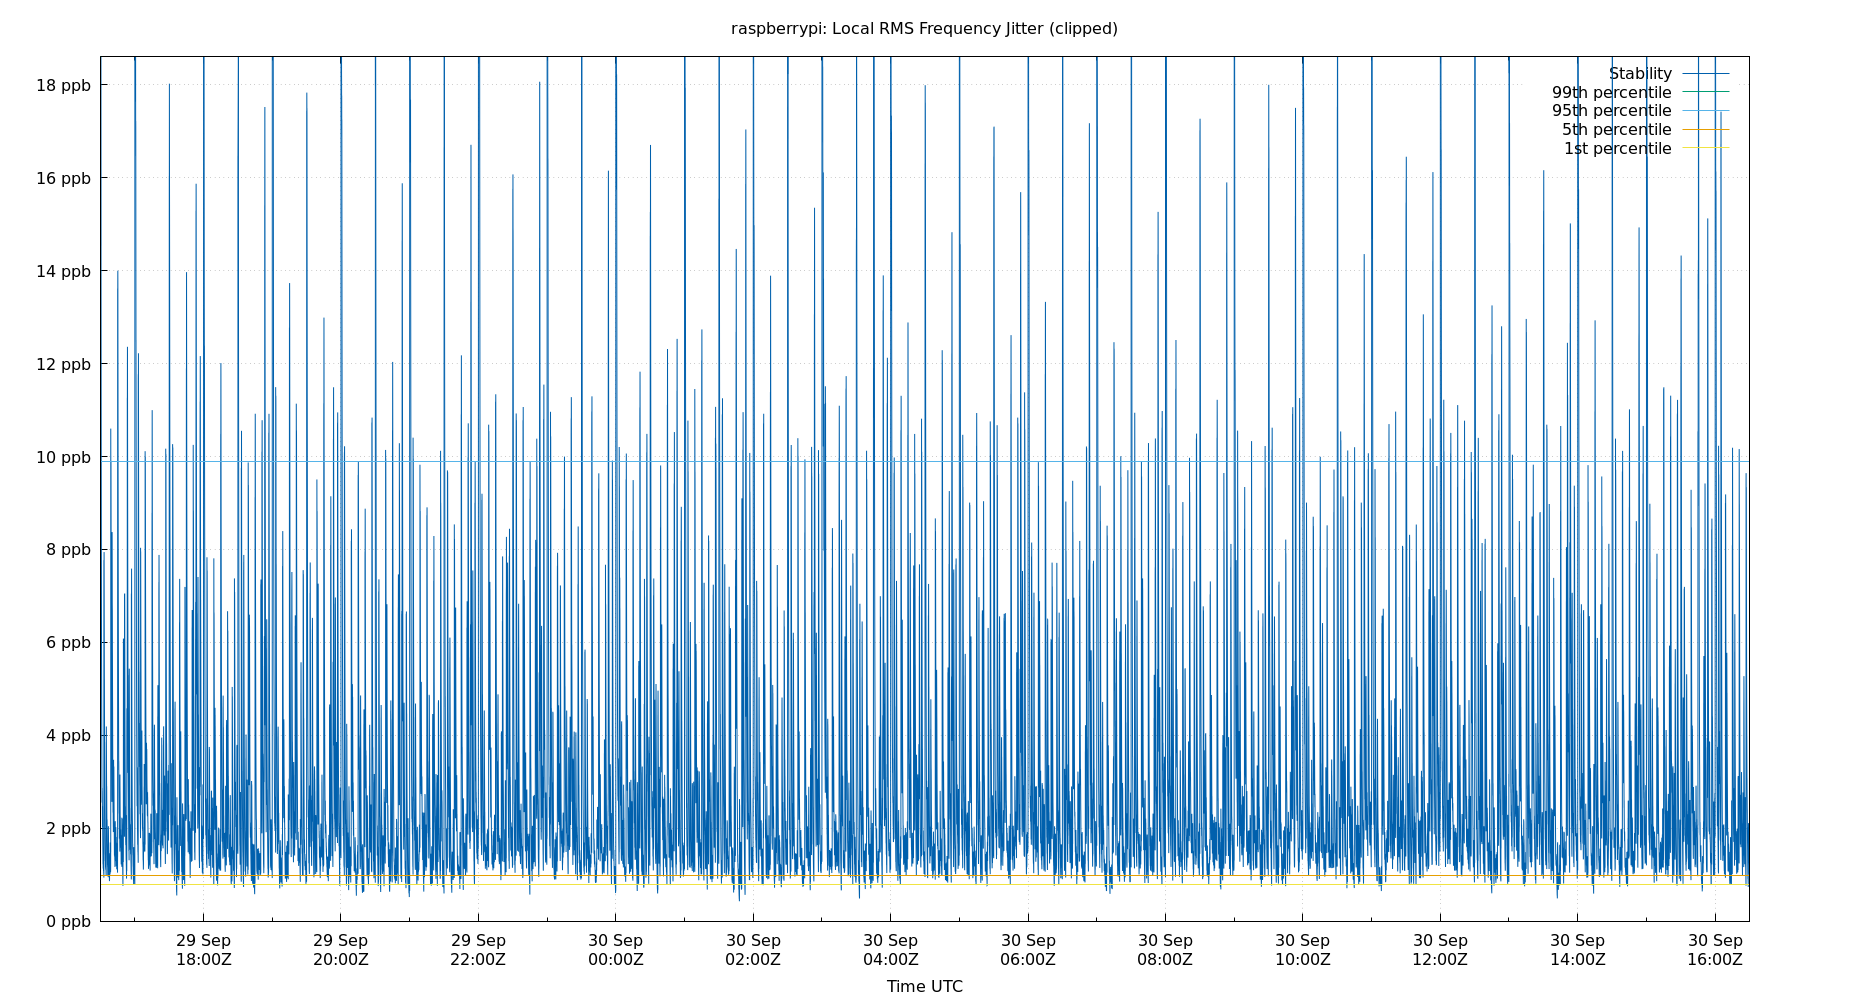 raspberrypi: Local RMS Frequency Jitter (clipped)
18 ppb
16 ppb
14 ppb
12 ppb
10 ppb
8 ppb
6 ppb
4 ppb
2 ppb
0 ppb
Stability
99th percentile
95th percentile
5th percentile
1st percentile
29 Sep 29 Sep 29 Sep 30 Sep 30 Sep 30 Sep 30 Sep 30 Sep 30 Sep 30 Sep 30 Sep 30 Sep
18:00Z 20:00Z 22:00Z 00:00Z 02:00Z 04:00Z 06:00Z 08:00Z 10:00Z 12:00Z 14:00Z 16:00Z
Time UTC